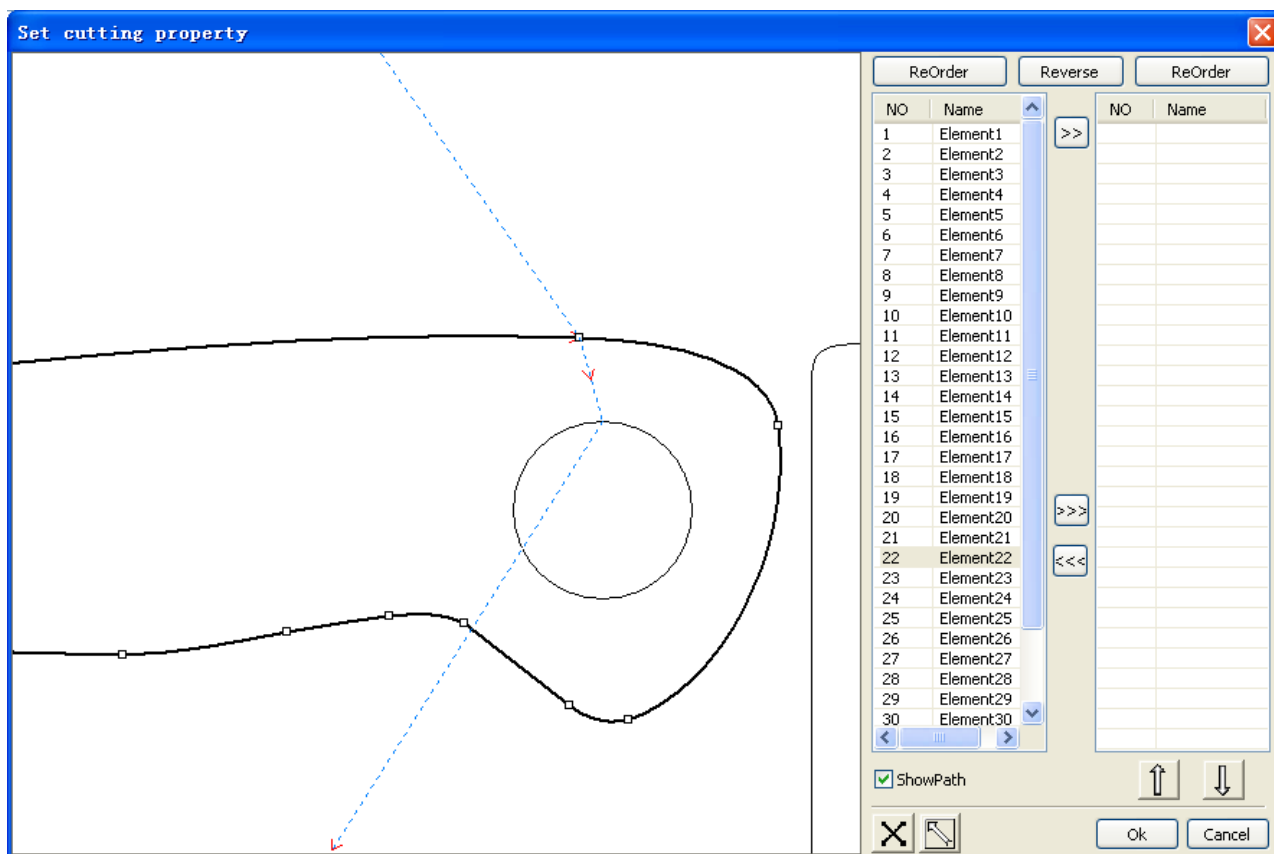 Set cutting property
ReOrder Reverse ReOrder
NO Name NO Name
>>
1 Element1
2 Element2
3 Element3
4 Element4
5 Element5
6 Element6
7 Element7
8 Element8
9 Element9
10 Element10
11 Element11
12 Element12
13 Element13
14 Element14
15 Element15
16 Element16
17 Element17
18 Element18
19 Element19
20 Element20
>>>
21 Element21
22 Element22
<<<
23 Element23
24 Element24
25 Element25
26 Element26
27 Element27
28 Element28
29 Element29
30 Element30
ShowPath
Ok Cancel